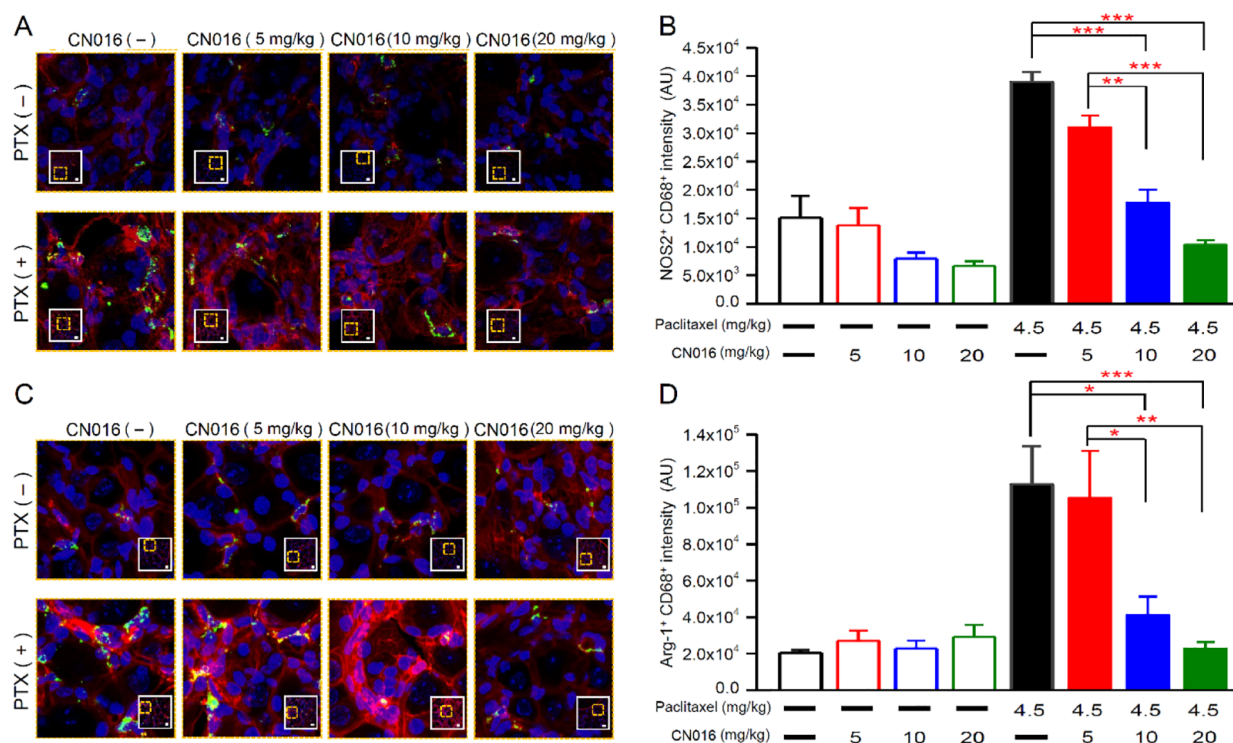 A
CN016 (–) CN016 (5 mg/kg) CN016 (10 mg/kg) CN016 (20 mg/kg)
PTX (–)
PTX (+)
B
NOS2+ CD68+ intensity (AU)
4.5x10⁴
4.0x10⁴
3.5x10⁴
3.0x10⁴
2.5x10⁴
2.0x10⁴
1.5x10⁴
1.0x10⁴
5.0x10³
0.0
***
***
***
**
Paclitaxel (mg/kg) — — — — 4.5 4.5 4.5 4.5
CN016 (mg/kg) — 5 10 20 — 5 10 20
C
CN016 (–) CN016 (5 mg/kg) CN016 (10 mg/kg) CN016 (20 mg/kg)
PTX (–)
PTX (+)
D
Arg-1+ CD68+ intensity (AU)
1.4x10⁵
1.2x10⁵
1.0x10⁵
8.0x10⁴
6.0x10⁴
4.0x10⁴
2.0x10⁴
0.0
***
*
**
*
Paclitaxel (mg/kg) — — — — 4.5 4.5 4.5 4.5
CN016 (mg/kg) — 5 10 20 — 5 10 20